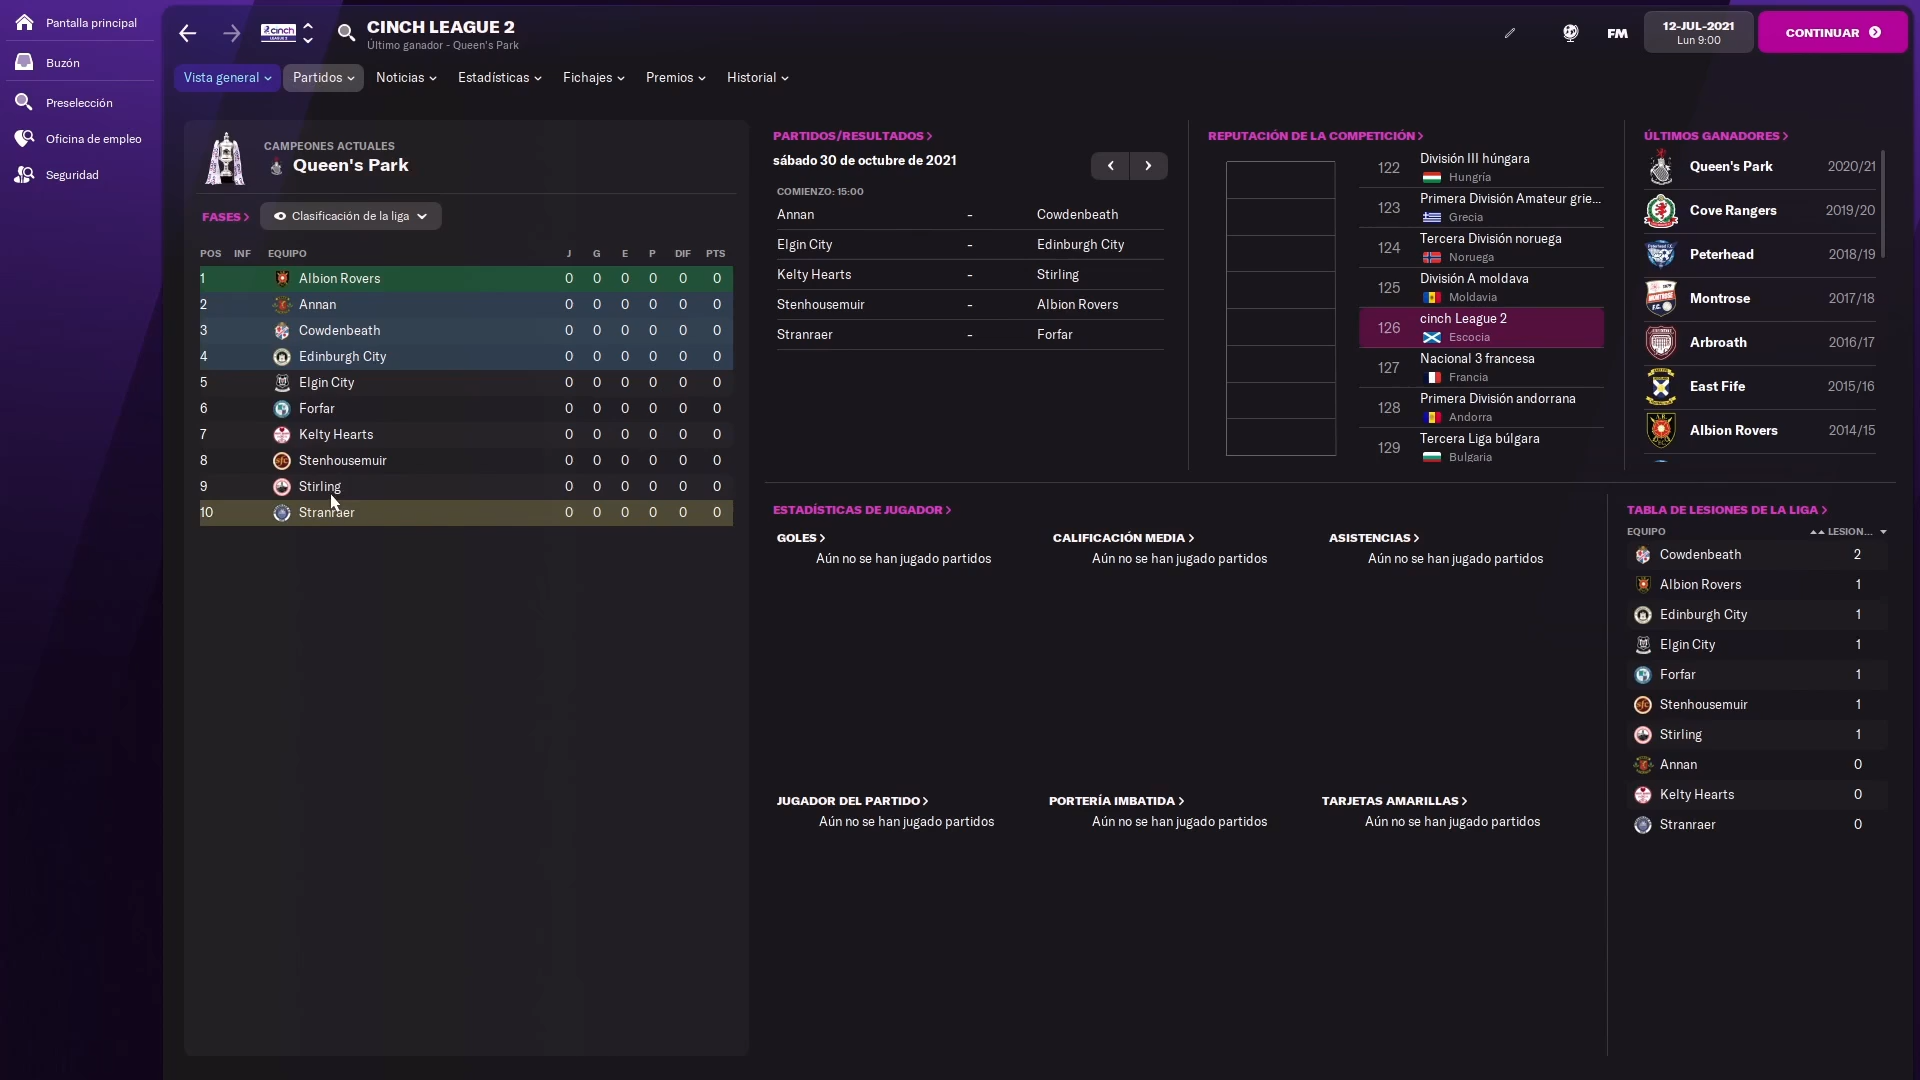 Pantalla principal
Buzón
Preselección
Oficina de empleo
Seguridad
cinch
CINCH LEAGUE 2
Último ganador - Queen's Park
FM
12-JUL-2021
Lun 9:00
CONTINUAR
Vista general
Partidos
Noticias
Estadísticas
Fichajes
Premios
Historial
CAMPEONES ACTUALES
Queen's Park
FASES
Clasificación de la liga
POS INF EQUIPO J G E P DIF PTS
1 Albion Rovers 0 0 0 0 0 0
2 Annan 0 0 0 0 0 0
3 Cowdenbeath 0 0 0 0 0 0
4 Edinburgh City 0 0 0 0 0 0
5 Elgin City 0 0 0 0 0 0
6 Forfar 0 0 0 0 0 0
7 Kelty Hearts 0 0 0 0 0 0
8 Stenhousemuir 0 0 0 0 0 0
9 Stirling 0 0 0 0 0 0
10 Stranraer 0 0 0 0 0 0
PARTIDOS/RESULTADOS
sábado 30 de octubre de 2021
COMIENZO: 15:00
Annan - Cowdenbeath
Elgin City - Edinburgh City
Kelty Hearts - Stirling
Stenhousemuir - Albion Rovers
Stranraer - Forfar
REPUTACIÓN DE LA COMPETICIÓN
122 División III húngara
Hungría
123 Primera División Amateur grie...
Grecia
124 Tercera División noruega
Noruega
125 División A moldava
Moldavia
126 cinch League 2
Escocia
127 Nacional 3 francesa
Francia
128 Primera División andorrana
Andorra
129 Tercera Liga búlgara
Bulgaria
ÚLTIMOS GANADORES
Queen's Park 2020/21
Cove Rangers 2019/20
Peterhead 2018/19
Montrose 2017/18
Arbroath 2016/17
East Fife 2015/16
Albion Rovers 2014/15
ESTADÍSTICAS DE JUGADOR
GOLES
Aún no se han jugado partidos
CALIFICACIÓN MEDIA
Aún no se han jugado partidos
ASISTENCIAS
Aún no se han jugado partidos
JUGADOR DEL PARTIDO
Aún no se han jugado partidos
PORTERÍA IMBATIDA
Aún no se han jugado partidos
TARJETAS AMARILLAS
Aún no se han jugado partidos
TABLA DE LESIONES DE LA LIGA
EQUIPO LESION...
Cowdenbeath 2
Albion Rovers 1
Edinburgh City 1
Elgin City 1
Forfar 1
Stenhousemuir 1
Stirling 1
Annan 0
Kelty Hearts 0
Stranraer 0